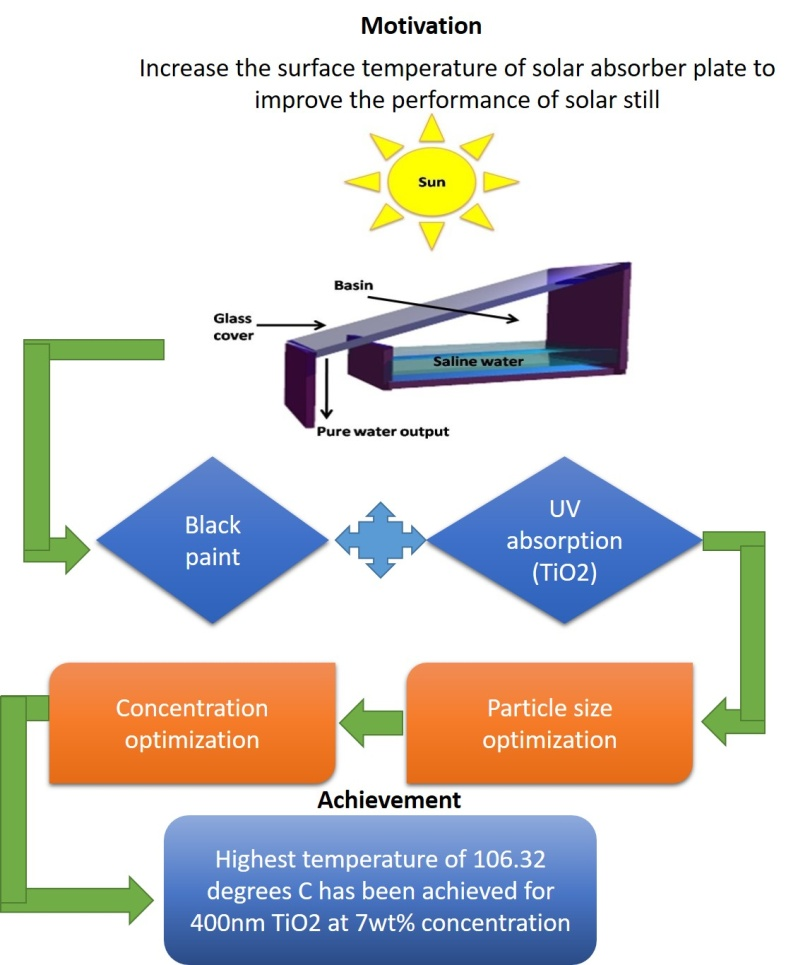 Motivation
Increase the surface temperature of solar absorber plate to
improve the performance of solar still
Sun
Basin
Glass
cover
Saline water
Pure water output
Black
paint
UV
absorption
(TiO2)
Concentration
optimization
Particle size
optimization
Achievement
Highest temperature of 106.32
degrees C has been achieved for
400nm TiO2 at 7wt% concentration